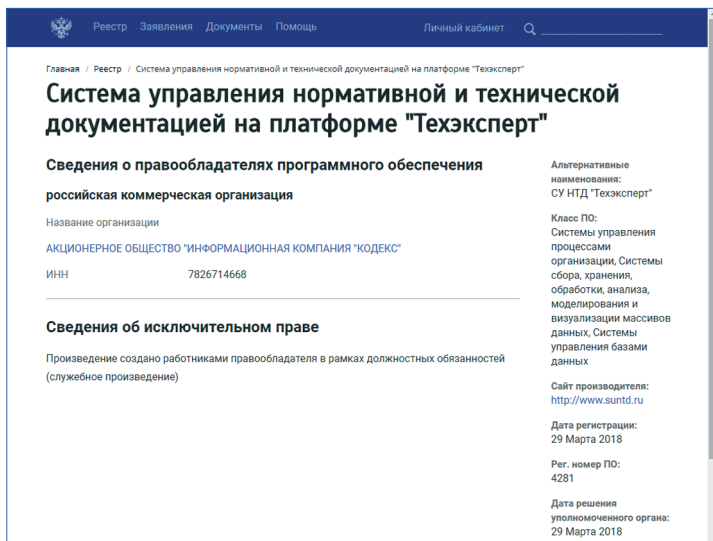 Реестр Заявления Документы Помощь Личный кабинет
Главная / Реестр / Система управления нормативной и технической документацией на платформе "Техэксперт"
Система управления нормативной и технической
документацией на платформе "Техэксперт"
Сведения о правообладателях программного обеспечения
российская коммерческая организация
Название организации
АКЦИОНЕРНОЕ ОБЩЕСТВО "ИНФОРМАЦИОННАЯ КОМПАНИЯ "КОДЕКС"
ИНН 7826714668
Сведения об исключительном праве
Произведение создано работниками правообладателя в рамках должностных обязанностей
(служебное произведение)
Альтернативные
наименования:
СУ НТД "Техэксперт"
Класс ПО:
Системы управления
процессами
организации, Системы
сбора, хранения,
обработки, анализа,
моделирования и
визуализации массивов
данных, Системы
управления базами
данных
Сайт производителя:
http://www.suntd.ru
Дата регистрации:
29 Марта 2018
Рег. номер ПО:
4281
Дата решения
уполномоченного органа:
29 Марта 2018